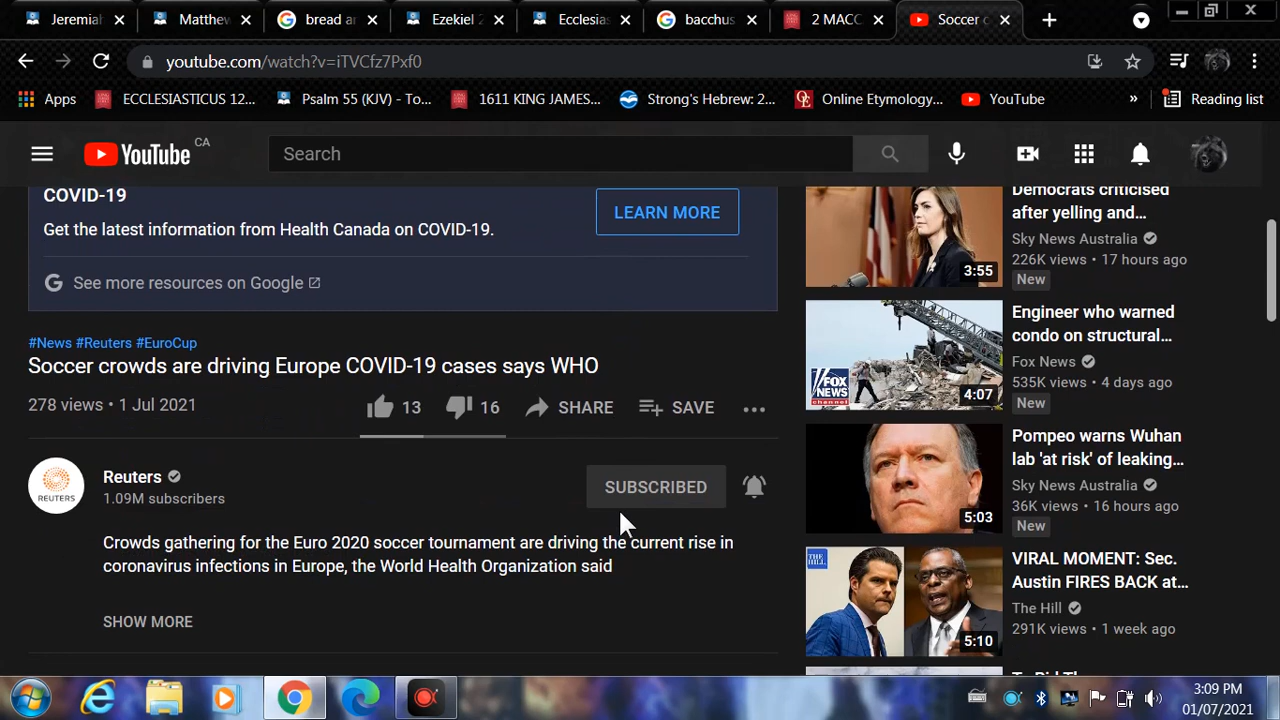 Jeremiah
Matthew
bread ar
Ezekiel 2
Ecclesias
bacchus
2 MACC
Soccer c
youtube.com/watch?v=iTVCfz7Pxf0
Apps
ECCLESIASTICUS 12...
Psalm 55 (KJV) - To...
1611 KING JAMES...
Strong's Hebrew: 2...
Online Etymology...
YouTube
»
Reading list
YouTube CA
Search
COVID-19
Get the latest information from Health Canada on COVID-19.
LEARN MORE
See more resources on Google
#News #Reuters #EuroCup
Soccer crowds are driving Europe COVID-19 cases says WHO
278 views • 1 Jul 2021
13
16
SHARE
SAVE
REUTERS
Reuters
1.09M subscribers
SUBSCRIBED
Crowds gathering for the Euro 2020 soccer tournament are driving the current rise in
coronavirus infections in Europe, the World Health Organization said
SHOW MORE
3:55
Democrats criticised
after yelling and...
Sky News Australia
226K views • 17 hours ago
New
FOX NEWS channel
4:07
Engineer who warned
condo on structural...
Fox News
535K views • 4 days ago
New
5:03
Pompeo warns Wuhan
lab 'at risk' of leaking...
Sky News Australia
36K views • 16 hours ago
New
THE HILL
5:10
VIRAL MOMENT: Sec.
Austin FIRES BACK at...
The Hill
291K views • 1 week ago
3:09 PM
01/07/2021